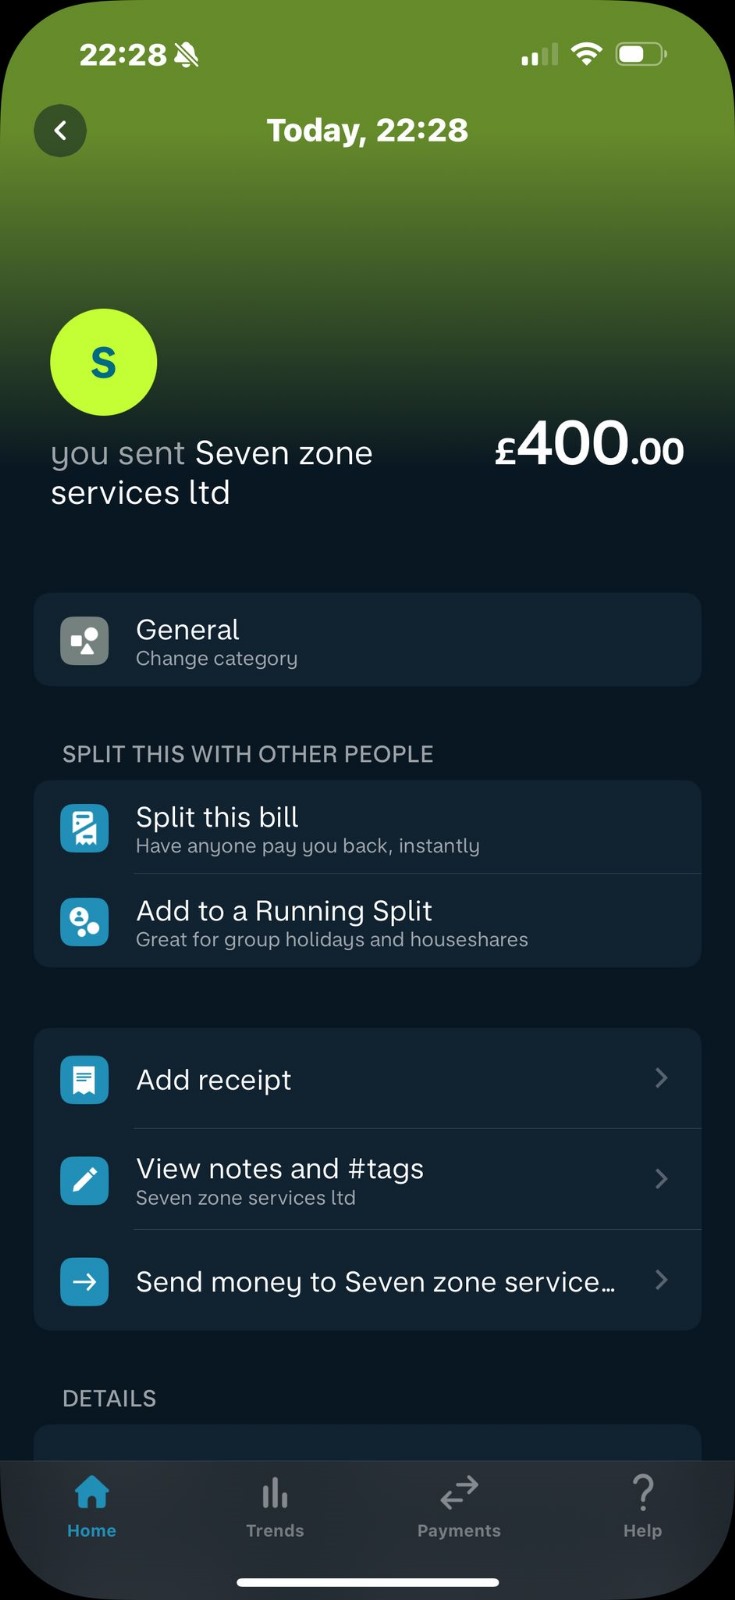 22:28
Today, 22:28
S
you sent Seven zone
services ltd
£400.00
General
Change category
SPLIT THIS WITH OTHER PEOPLE
Split this bill
Have anyone pay you back, instantly
Add to a Running Split
Great for group holidays and houseshares
Add receipt
View notes and #tags
Seven zone services ltd
Send money to Seven zone service...
DETAILS
Home
Trends
Payments
Help